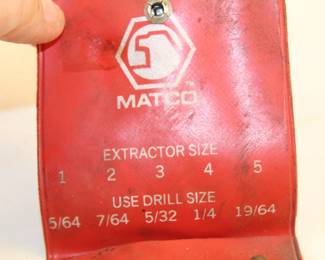 MATCO™
EXTRACTOR SIZE
1 2 3 4 5
USE DRILL SIZE
5/64 7/64 5/32 1/4 19/64